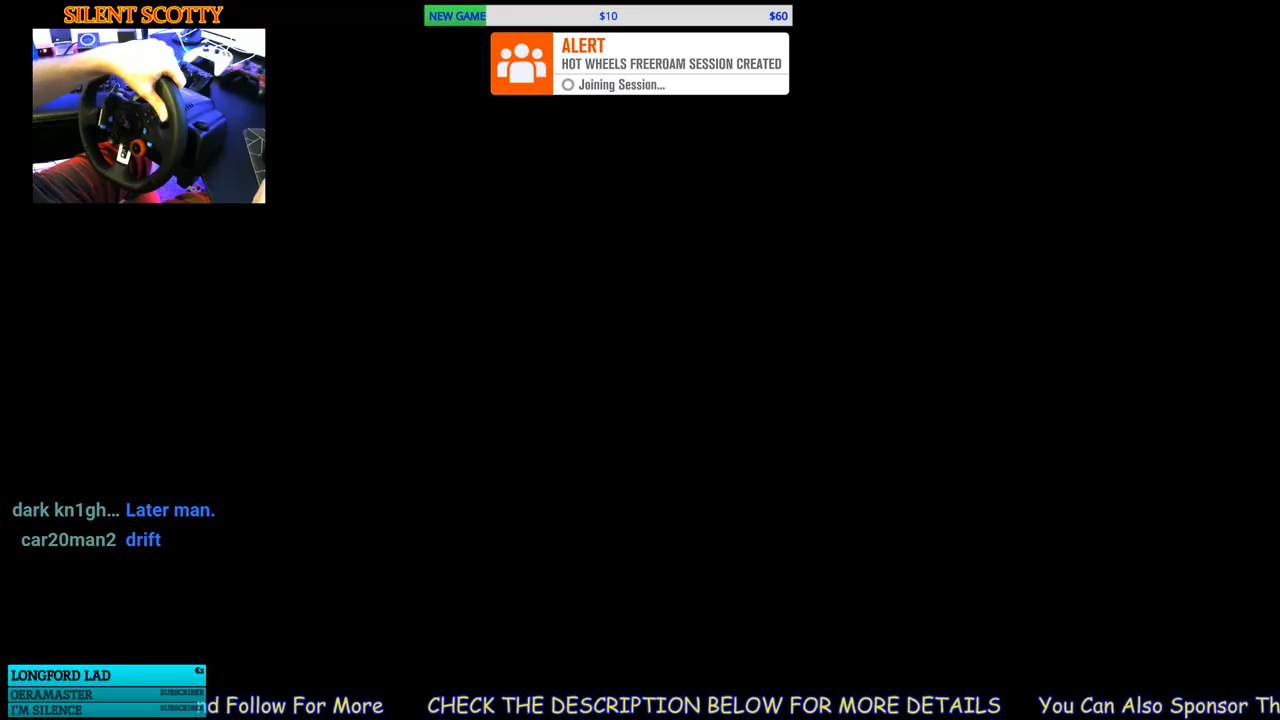 SILENT SCOTTY
NEW GAME $10 $60
ALERT
HOT WHEELS FREEROAM SESSION CREATED
Joining Session...
dark kn1gh... Later man.
car20man2 drift
LONGFORD LAD €2
OERAMASTER SUBSCRIBER
I'M SILENCE SUBSCRIBER
nd Follow For More CHECK THE DESCRIPTION BELOW FOR MORE DETAILS You Can Also Sponsor Th